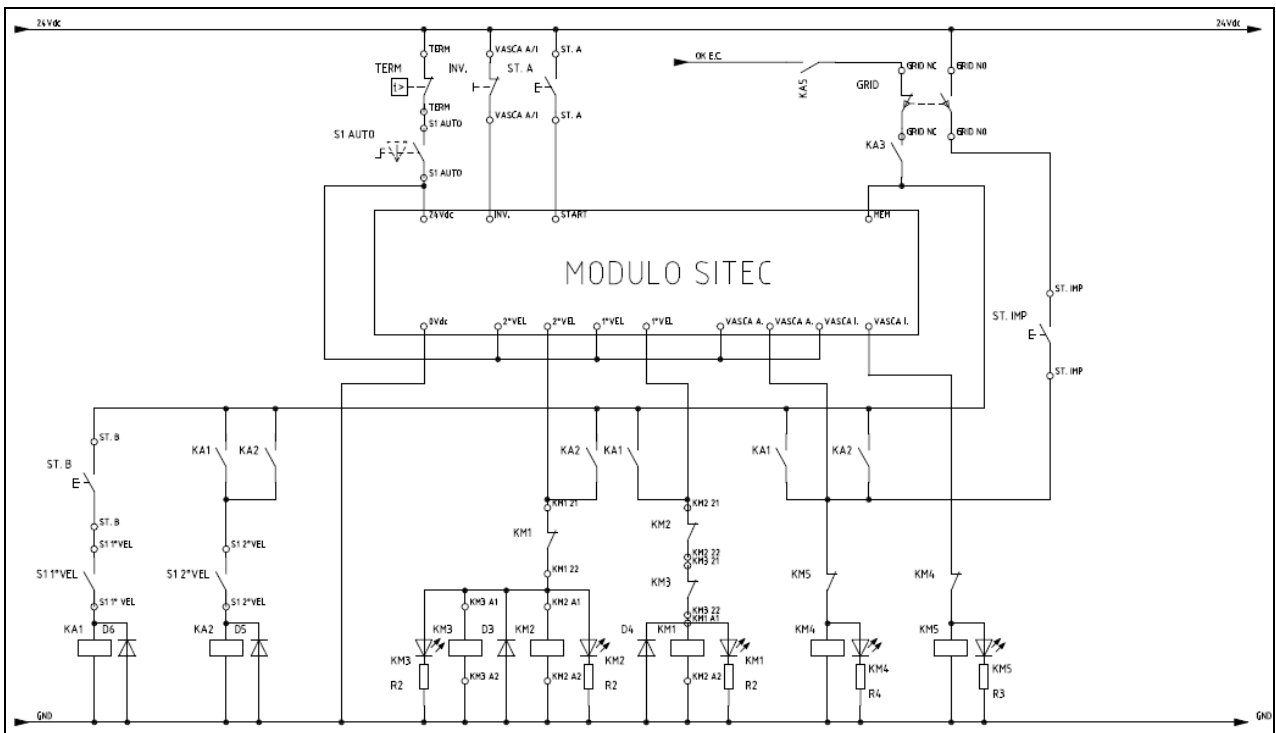 24Vdc 24Vdc
TERM VASCA A/I ST. A
OK E.C. GRID NC GRID NO
TERM INV. ST. A
KA5 GRID
t>
TERM VASCA A/I ST. A
S1 AUTO
S1 AUTO GRID NC GRID NO
KA3
S1 AUTO
24Vdc INV. START MEM
MODULO SITEC
ST. IMP
ST. IMP
0Vdc 2°VEL 2°VEL 1°VEL 1°VEL VASCA A. VASCA A. VASCA I. VASCA I.
ST. IMP
ST. B
KA1 KA2 KA2 KA1 KA1 KA2
ST. B
KM1 21 KM2 21
ST. B KM1 KM2
S1 1°VEL S1 2°VEL KM2 22
KM3 21
S1 1°VEL S1 2°VEL KM1 22 KM3 KM5 KM4
S1 1° VEL S1 2°VEL KM3 A1 KM2 A1 KM3 22
KM1 A1
KA1 D6 KA2 D5 KM3 D3 KM2 D4 KM1 KM4 KM5
KM3 KM2 KM1 KM4 KM5
R2 KM3 A2 KM2 A2 R2 KM2 A2 R2 R4 R3
GND GND